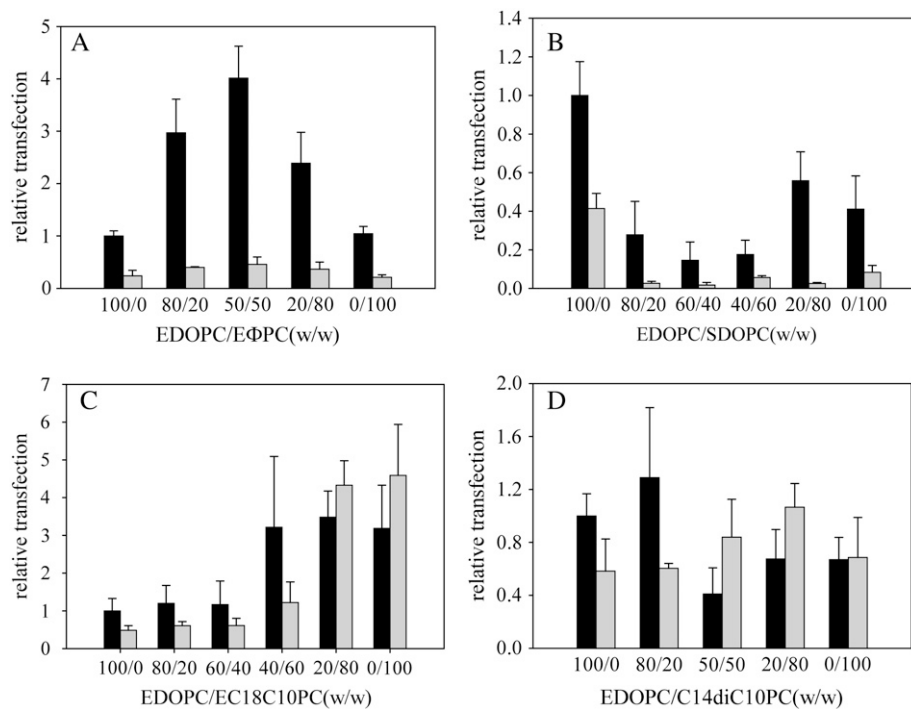 A
relative transfection
5
4
3
2
1
0
100/0 80/20 50/50 20/80 0/100
EDOPC/EΦPC(w/w)
B
relative transfection
1.4
1.2
1.0
0.8
0.6
0.4
0.2
0.0
100/0 80/20 60/40 40/60 20/80 0/100
EDOPC/SDOPC(w/w)
C
relative transfection
7
6
5
4
3
2
1
0
100/0 80/20 60/40 40/60 20/80 0/100
EDOPC/EC18C10PC(w/w)
D
relative transfection
2.0
1.6
1.2
0.8
0.4
0.0
100/0 80/20 50/50 20/80 0/100
EDOPC/C14diC10PC(w/w)